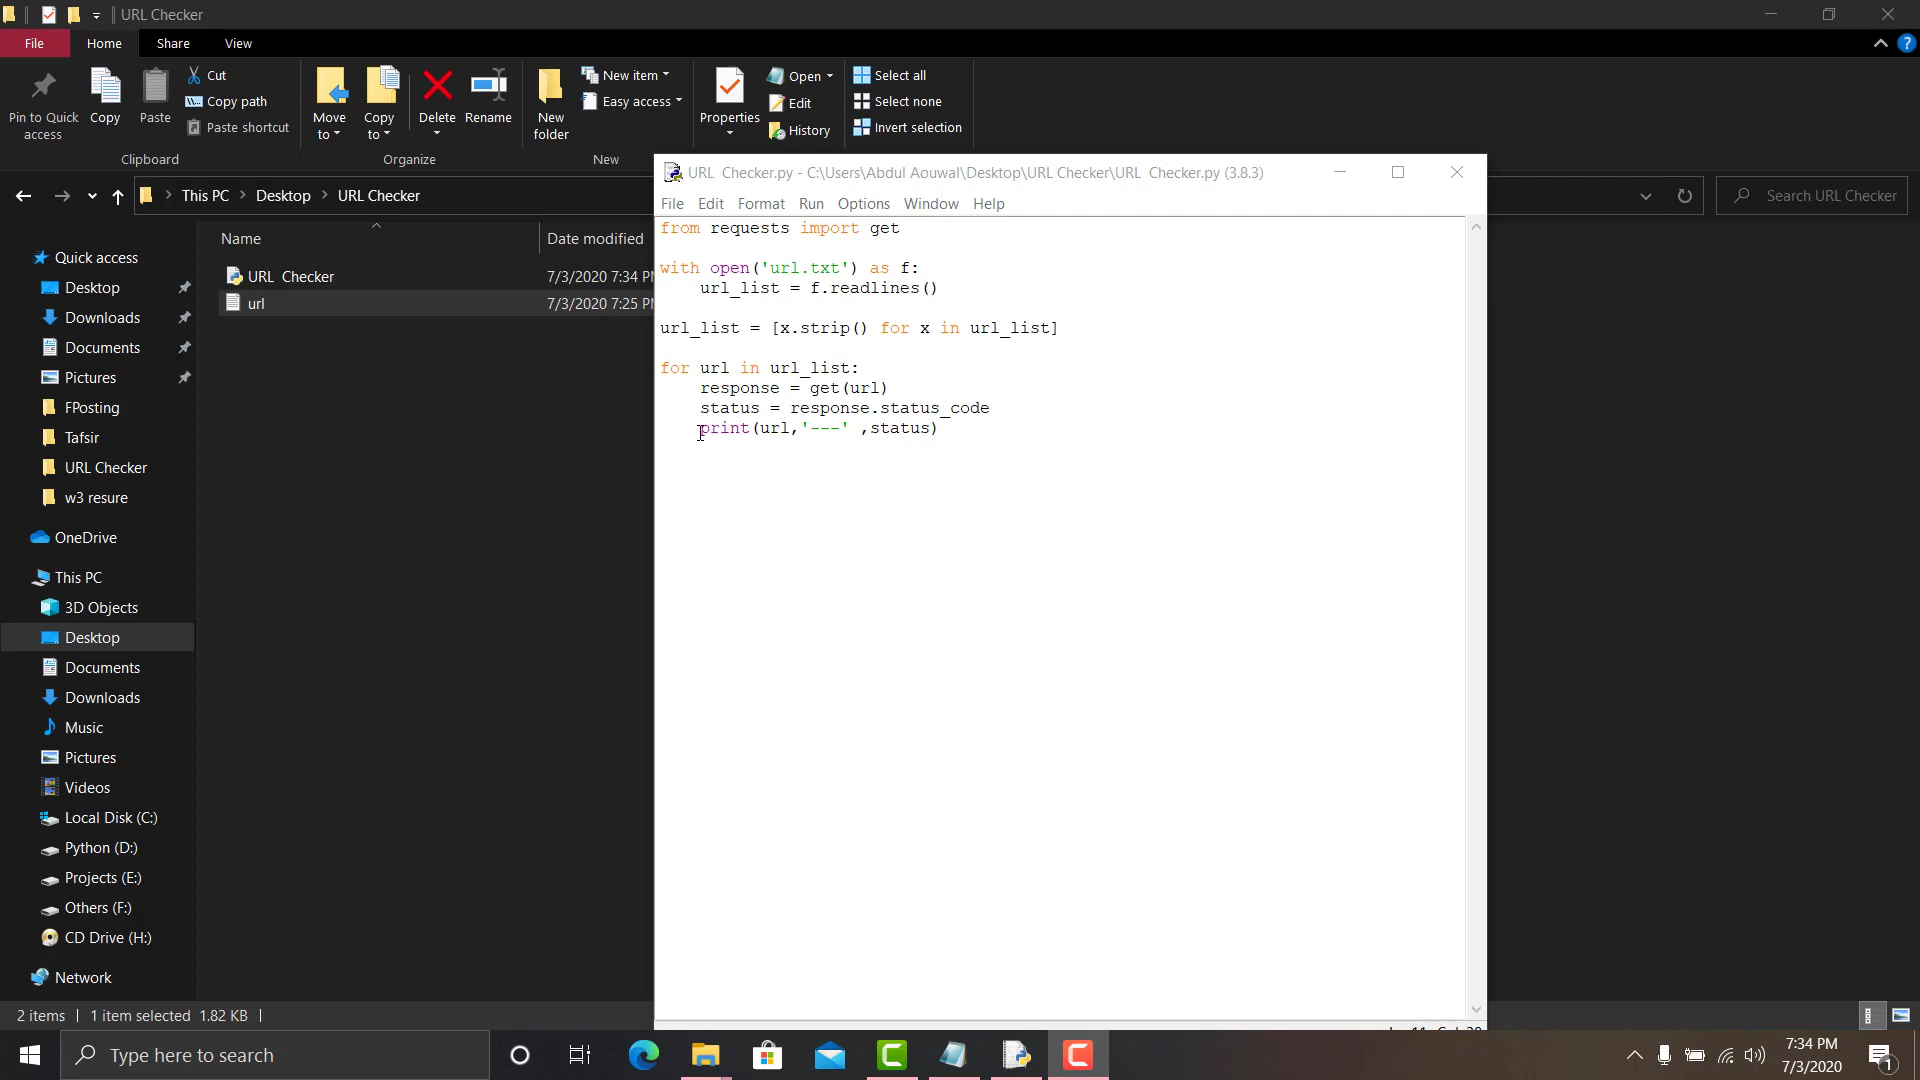 URL Checker
File
Home
Share
View
Pin to Quick access
Copy
Paste
Cut
Copy path
Paste shortcut
Clipboard
Move to
Copy to
Delete
Rename
Organize
New folder
New item
Easy access
New
Properties
Open
Edit
History
Select all
Select none
Invert selection
This PC
Desktop
URL Checker
Search URL Checker
Name
Date modified
URL  Checker
7/3/2020 7:34 P
url
7/3/2020 7:25 P
Quick access
Desktop
Downloads
Documents
Pictures
FPosting
Tafsir
URL Checker
w3 resure
OneDrive
This PC
3D Objects
Desktop
Documents
Downloads
Music
Pictures
Videos
Local Disk (C:)
Python (D:)
Projects (E:)
Others (F:)
CD Drive (H:)
Network
2 items
1 item selected 1.82 KB
URL  Checker.py - C:\Users\Abdul Aouwal\Desktop\URL Checker\URL  Checker.py (3.8.3)
File Edit Format Run Options Window Help
from requests import get
with open('url.txt') as f:
    url_list = f.readlines()
url_list = [x.strip() for x in url_list]
for url in url_list:
    response = get(url)
    status = response.status_code
    print(url,'---' ,status)
Type here to search
7:34 PM
7/3/2020
1